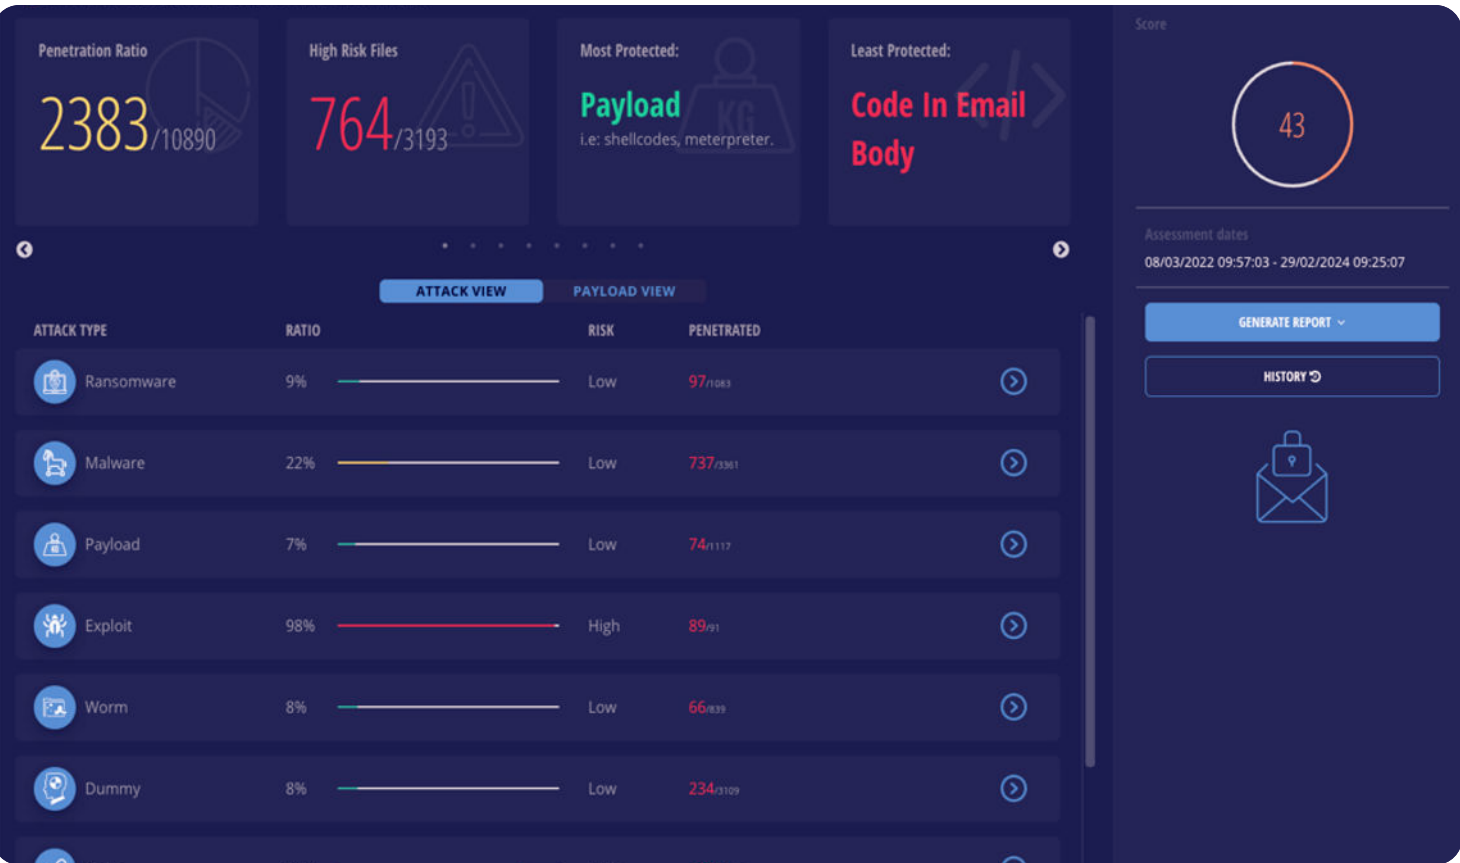 Penetration Ratio
2383/10890
High Risk Files
764/3193
Most Protected:
Payload
i.e: shellcodes, meterpreter.
KG
Least Protected:
Code In Email
Body
Score
43
Assessment dates
08/03/2022 09:57:03 - 29/02/2024 09:25:07
GENERATE REPORT
HISTORY
ATTACK VIEW PAYLOAD VIEW
ATTACK TYPE RATIO RISK PENETRATED
Ransomware 9% Low 97/1083
Malware 22% Low 737/3361
Payload 7% Low 74/1117
Exploit 98% High 89/91
Worm 8% Low 66/839
Dummy 8% Low 234/3109